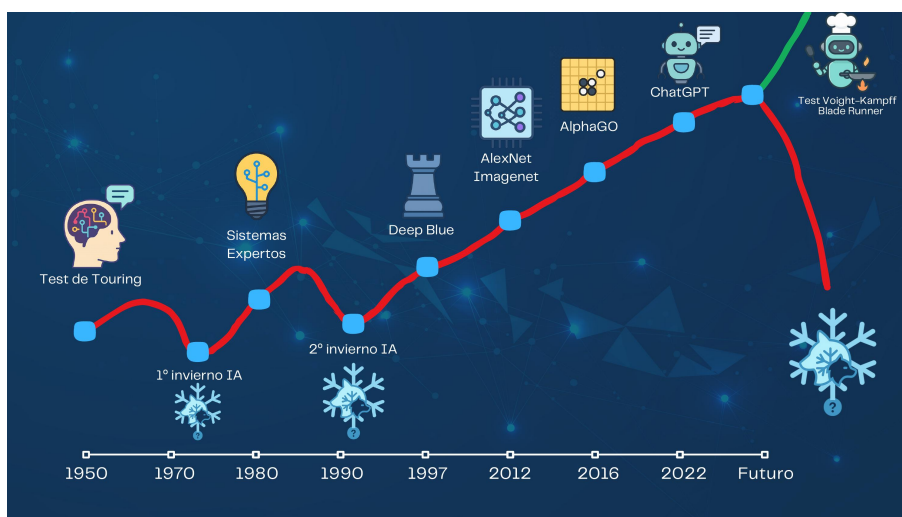 Test Voight-Kampff
Blade Runner
ChatGPT
AlphaGO
AlexNet
Imagenet
Deep Blue
Sistemas
Expertos
Test de Touring
2º invierno IA
1º invierno IA
?
?
?
1950
1970
1980
1990
1997
2012
2016
2022
Futuro